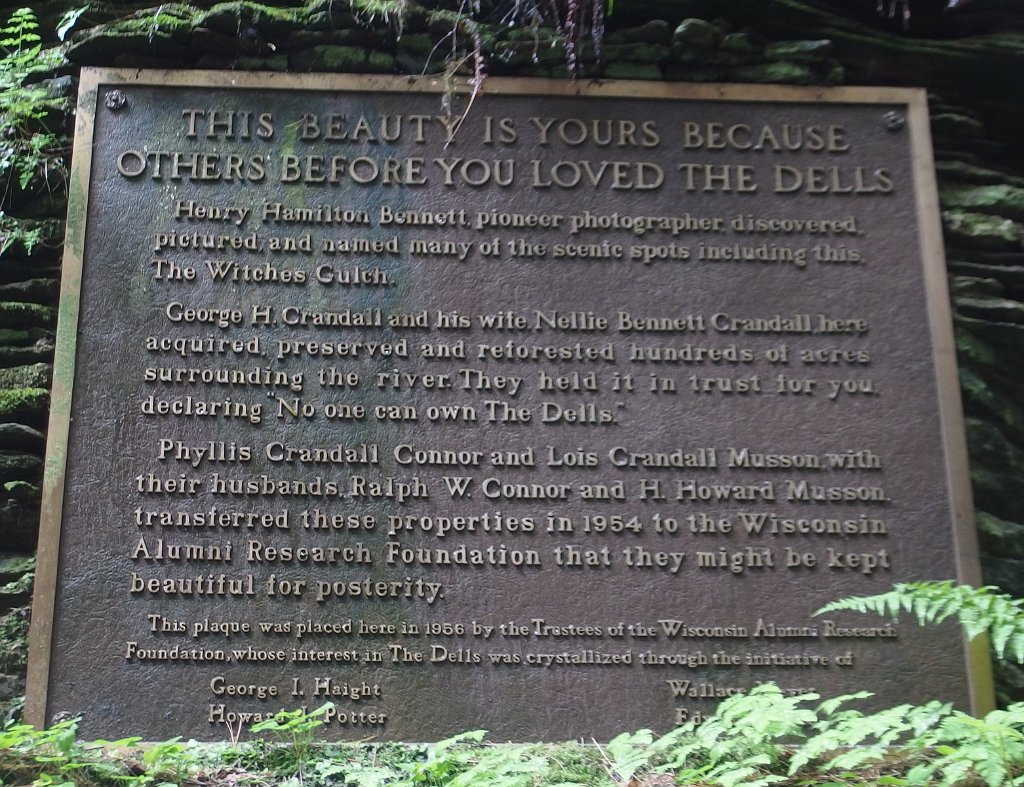 THIS BEAUTY IS YOURS BECAUSE
OTHERS BEFORE YOU LOVED THE DELLS
Henry Hamilton Bennett, pioneer photographer, discovered,
pictured, and named many of the scenic spots including this,
The Witches Gulch.
George H. Crandall and his wife, Nellie Bennett Crandall, here
acquired, preserved and reforested hundreds of acres
surrounding the river. They held it in trust for you,
declaring "No one can own The Dells."
Phyllis Crandall Connor and Lois Crandall Musson, with
their husbands, Ralph W. Connor and H. Howard Musson,
transferred these properties in 1954 to the Wisconsin
Alumni Research Foundation that they might be kept
beautiful for posterity.
This plaque was placed here in 1956 by the Trustees of the Wisconsin Alumni Research
Foundation, whose interest in The Dells was crystallized through the initiative of
George I. Haight
Wallace
Howard I. Potter